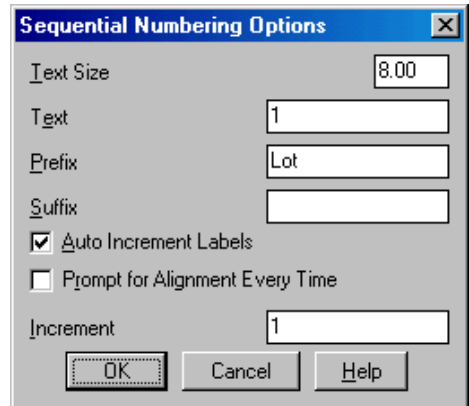 Sequential Numbering Options
Text Size 8.00
Text 1
Prefix Lot
Suffix
Auto Increment Labels
Prompt for Alignment Every Time
Increment 1
OK Cancel Help